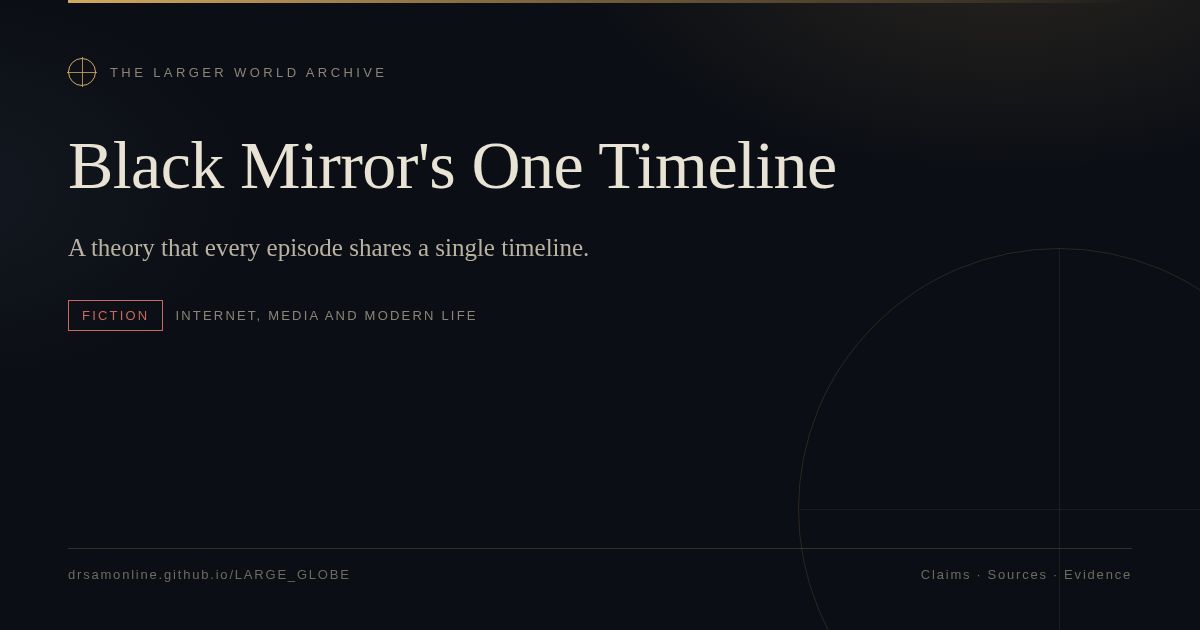 THE LARGER WORLD ARCHIVE
Black Mirror's One Timeline
A theory that every episode shares a single timeline.
FICTION INTERNET, MEDIA AND MODERN LIFE
drsamonline.github.io/LARGE_GLOBE Claims · Sources · Evidence